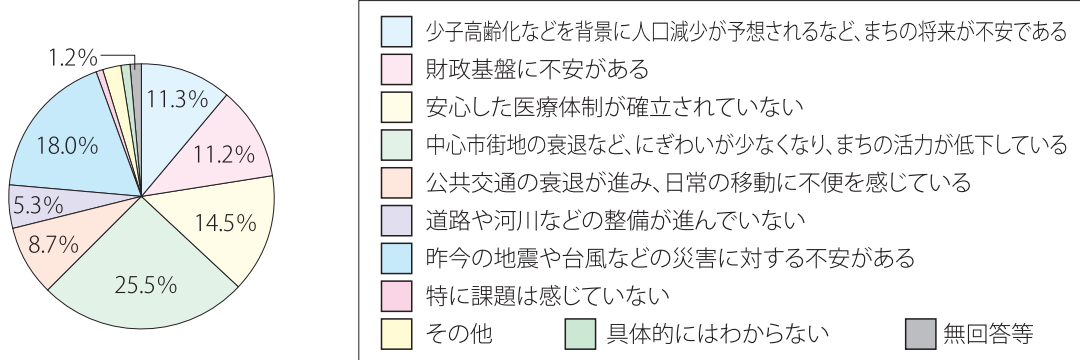 1.2%
11.3%
11.2%
14.5%
25.5%
8.7%
5.3%
18.0%
少子高齢化などを背景に人口減少が予想されるなど、まちの将来が不安である
財政基盤に不安がある
安心した医療体制が確立されていない
中心市街地の衰退など、にぎわいが少なくなり、まちの活力が低下している
公共交通の衰退が進み、日常の移動に不便を感じている
道路や河川などの整備が進んでいない
昨今の地震や台風などの災害に対する不安がある
特に課題は感じていない
その他 具体的にはわからない 無回答等